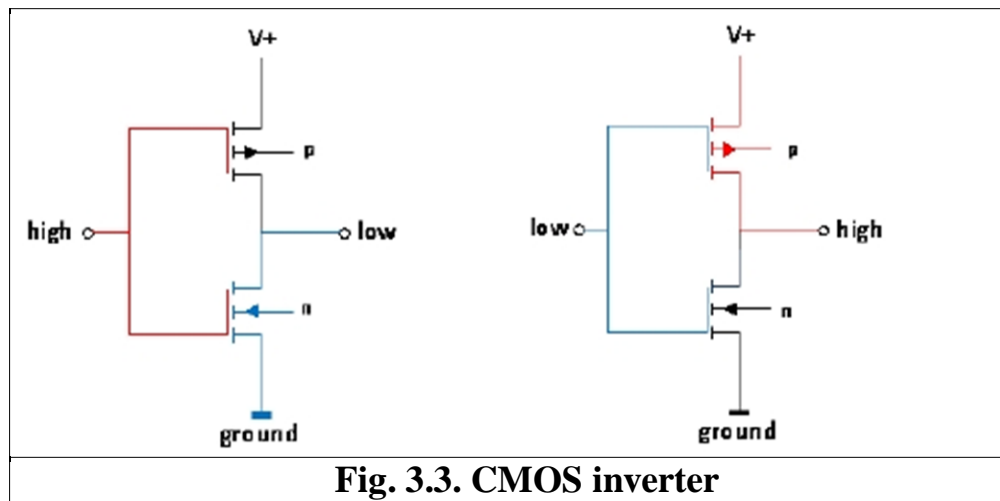 V+
p
high
low
n
ground
V+
p
low
high
n
ground
Fig. 3.3. CMOS inverter